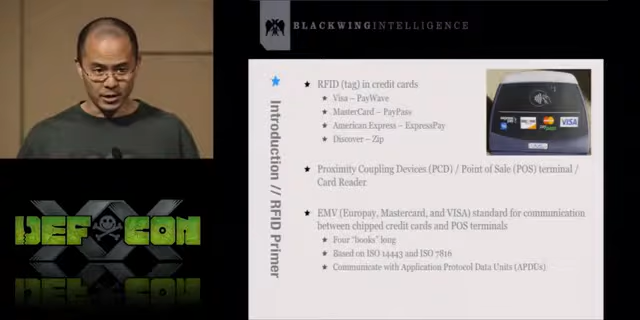 BLACKWINGINTELLIGENCE
Introduction // RFID Primer
RFID (tag) in credit cards
Visa – PayWave
MasterCard – PayPass
American Express – ExpressPay
Discover – Zip
VISA
Proximity Coupling Devices (PCD) / Point of Sale (POS) terminal /
Card Reader
EMV (Europay, Mastercard, and VISA) standard for communication
between chipped credit cards and POS terminals
Four "books" long
Based on ISO 14443 and ISO 7816
Communicate with Application Protocol Data Units (APDUs)
DEF CON
XX